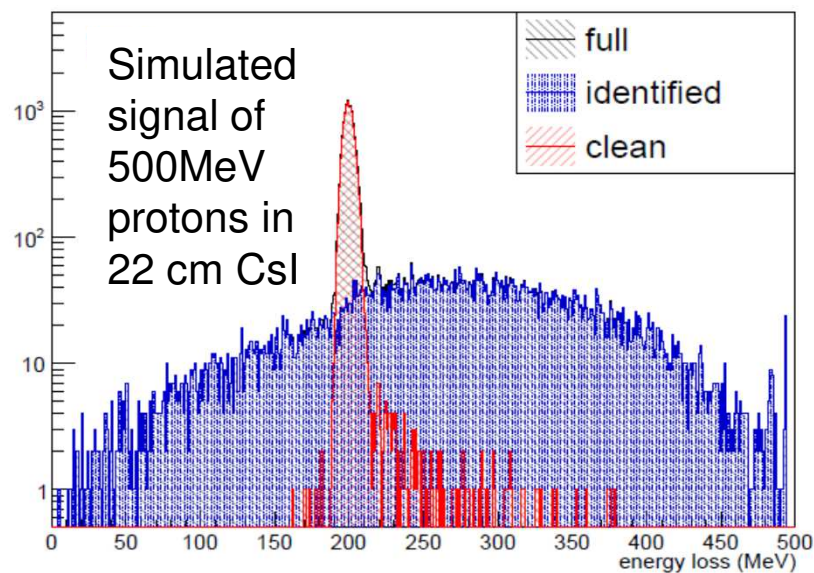 Simulated
signal of
500MeV
protons in
22 cm CsI
full
identified
clean
10³
10²
10
1
0 50 100 150 200 250 300 350 400 450 500
energy loss (MeV)